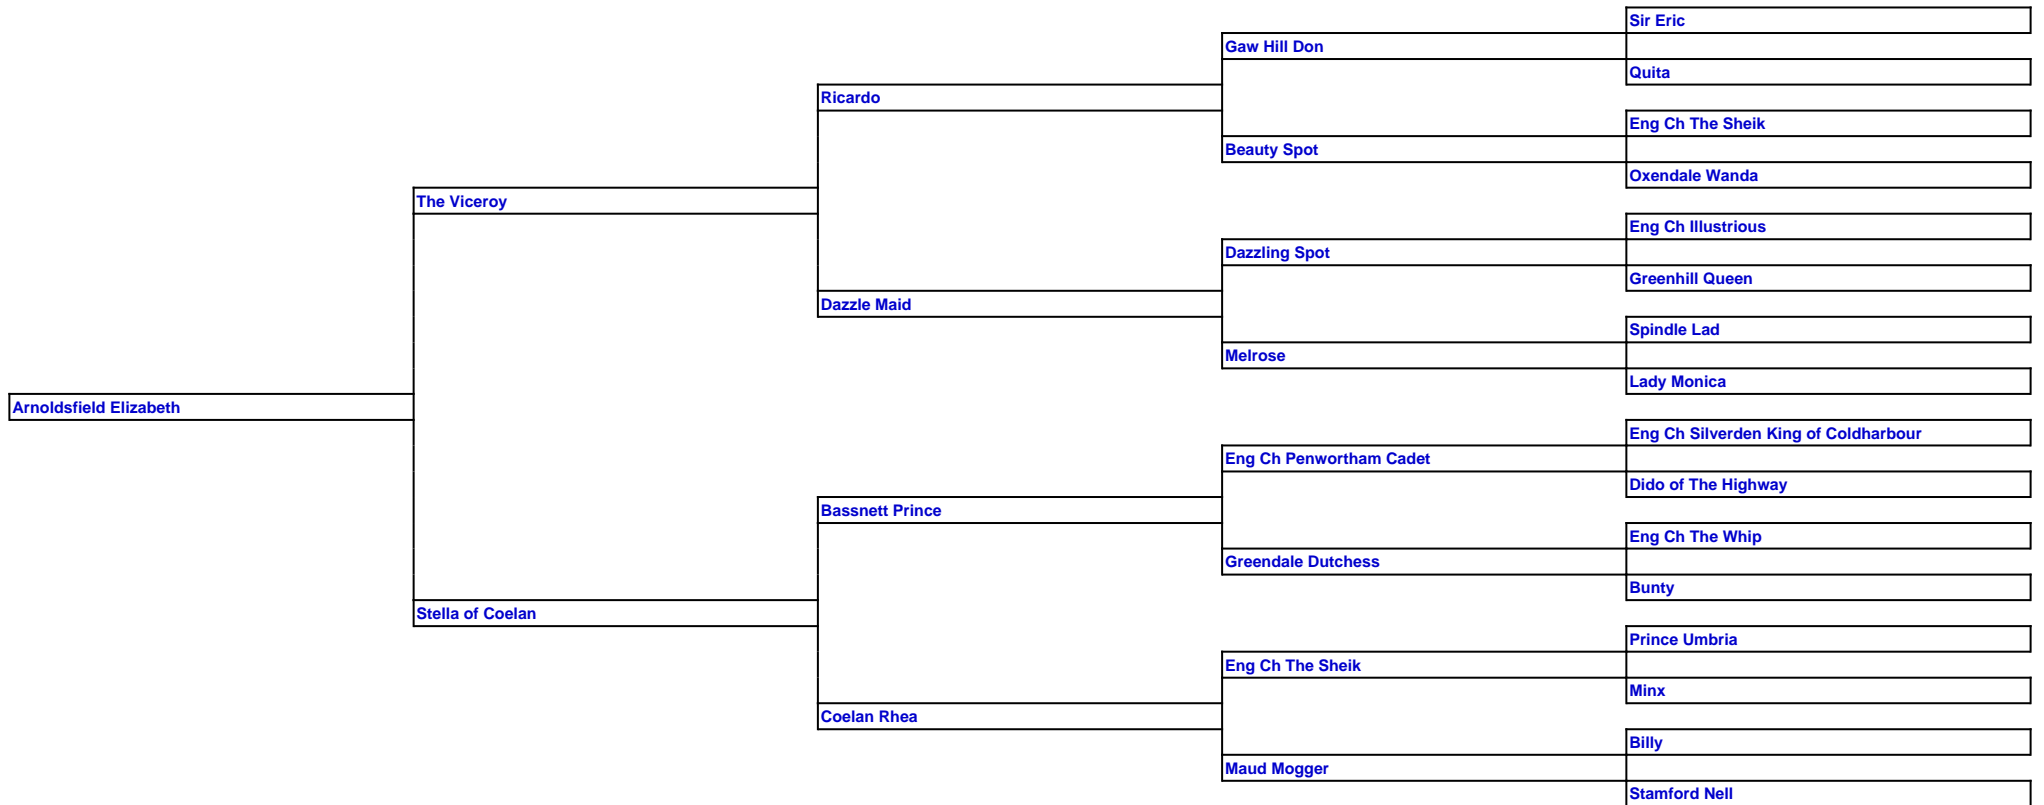 Sir Eric
Gaw Hill Don
Quita
Ricardo
Eng Ch The Sheik
Beauty Spot
Oxendale Wanda
The Viceroy
Eng Ch Illustrious
Dazzling Spot
Greenhill Queen
Dazzle Maid
Spindle Lad
Melrose
Lady Monica
Arnoldsfield Elizabeth
Eng Ch Silverden King of Coldharbour
Eng Ch Penwortham Cadet
Dido of The Highway
Bassnett Prince
Eng Ch The Whip
Greendale Dutchess
Bunty
Stella of Coelan
Prince Umbria
Eng Ch The Sheik
Minx
Coelan Rhea
Billy
Maud Mogger
Stamford Nell